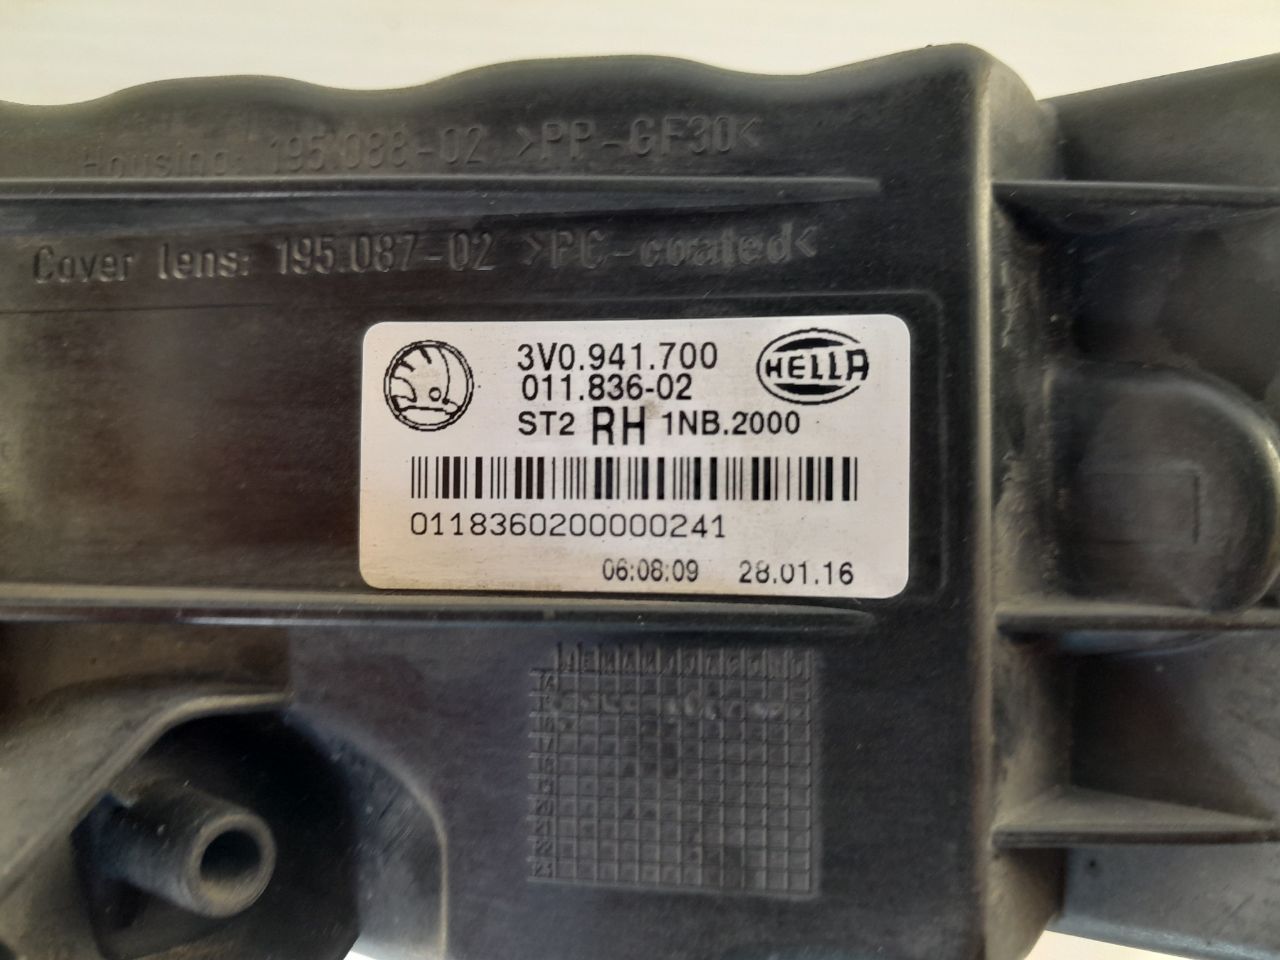 Housing: 195.088-02 >PP-GF30<
Cover lens: 195.087-02 >PC-coated<
3V0.941.700
HELLA
011.836-02
ST2 RH 1NB.2000
0118360200000241
06:08:09 28.01.16